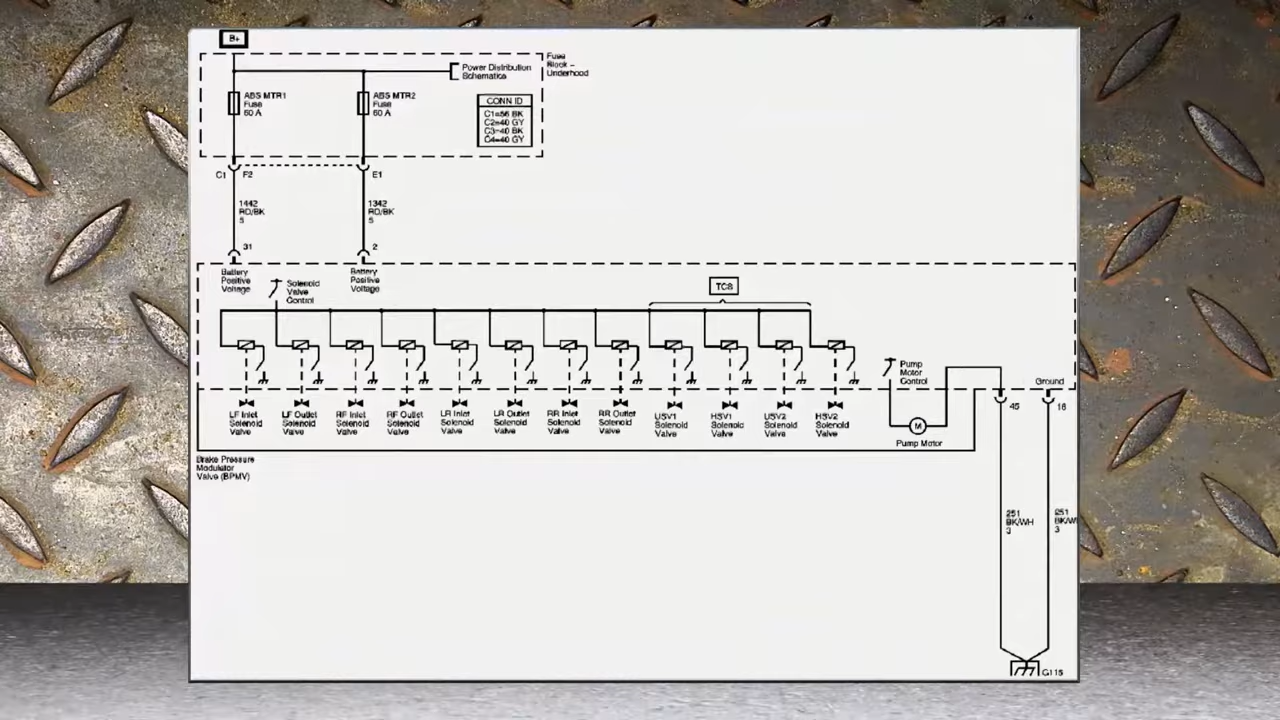 B+
Power Distribution
Schematics
Fuse
Block –
Underhood
ABS MTR1
Fuse
60 A
ABS MTR2
Fuse
60 A
CONN ID
C1=56 BK
C2=40 GY
C3=40 BK
C4=40 GY
C1
F2
E1
1442
RD/BK
5
1342
RD/BK
5
31
2
Battery
Positive
Voltage
Solenoid
Valve
Control
Battery
Positive
Voltage
TCS
Pump
Motor
Control
Ground
LF Inlet
Solenoid
Valve
LF Outlet
Solenoid
Valve
RF Inlet
Solenoid
Valve
RF Outlet
Solenoid
Valve
LR Inlet
Solenoid
Valve
LR Outlet
Solenoid
Valve
RR Inlet
Solenoid
Valve
RR Outlet
Solenoid
Valve
USV1
Solenoid
Valve
HSV1
Solenoid
Valve
USV2
Solenoid
Valve
HSV2
Solenoid
Valve
M
Pump Motor
45
16
Brake Pressure
Modulator
Valve (BPMV)
251
BK/WH
3
251
BK/W
3
G115